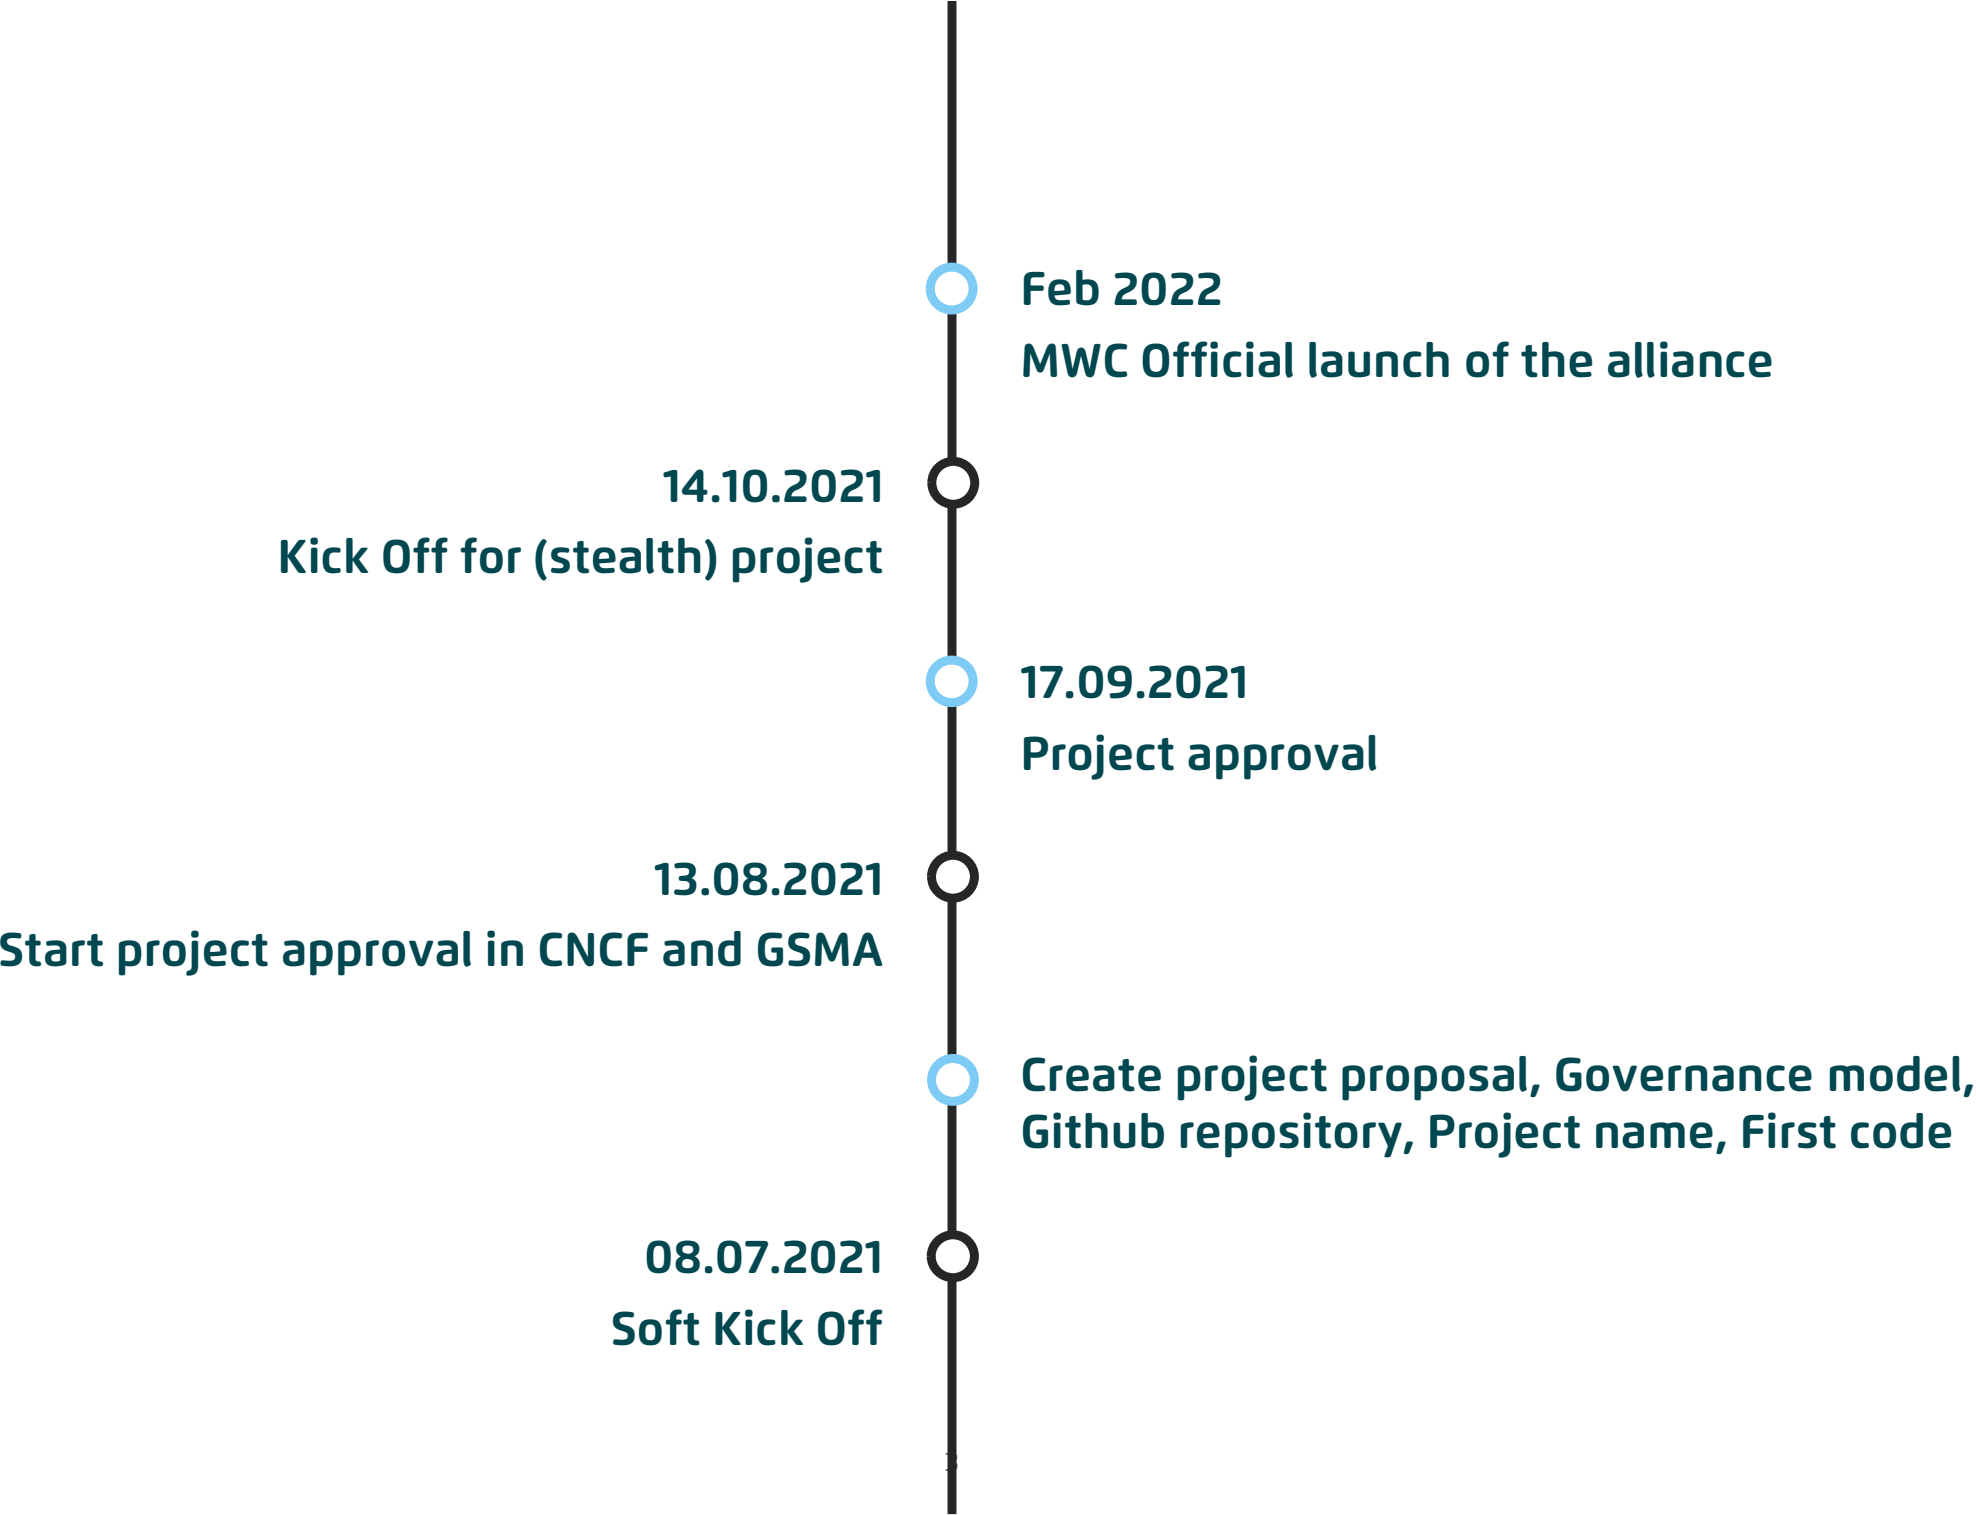 Feb 2022
MWC Official launch of the alliance
14.10.2021
Kick Off for (stealth) project
17.09.2021
Project approval
13.08.2021
Start project approval in CNCF and GSMA
Create project proposal, Governance model,
Github repository, Project name, First code
08.07.2021
Soft Kick Off